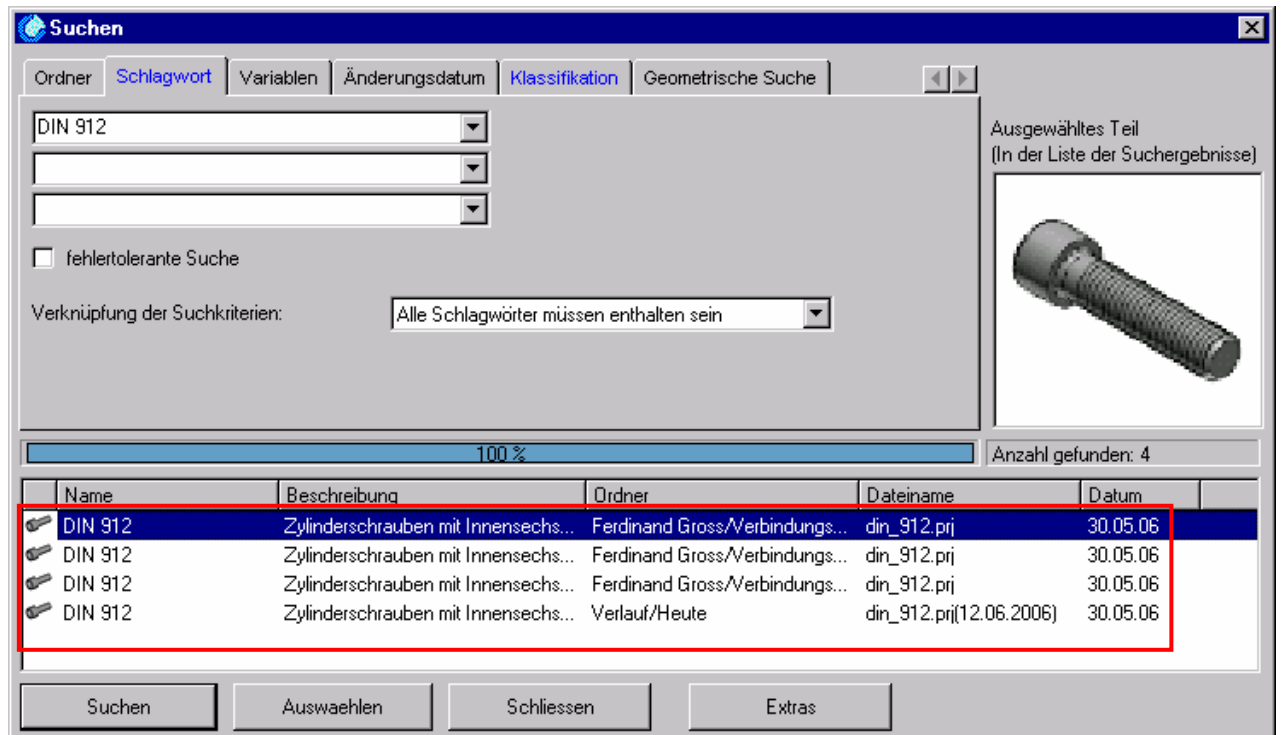 Suchen
Ordner Schlagwort Variablen Änderungsdatum Klassifikation Geometrische Suche
DIN 912
Ausgewähltes Teil
(In der Liste der Suchergebnisse)
fehlertolerante Suche
Verknüpfung der Suchkriterien: Alle Schlagwörter müssen enthalten sein
100 % Anzahl gefunden: 4
Name Beschreibung Ordner Dateiname Datum
DIN 912 Zylinderschrauben mit Innensechs... Ferdinand Gross/Verbindungs... din_912.prj 30.05.06
DIN 912 Zylinderschrauben mit Innensechs... Ferdinand Gross/Verbindungs... din_912.prj 30.05.06
DIN 912 Zylinderschrauben mit Innensechs... Ferdinand Gross/Verbindungs... din_912.prj 30.05.06
DIN 912 Zylinderschrauben mit Innensechs... Verlauf/Heute din_912.prj(12.06.2006) 30.05.06
Suchen Auswaehlen Schliessen Extras